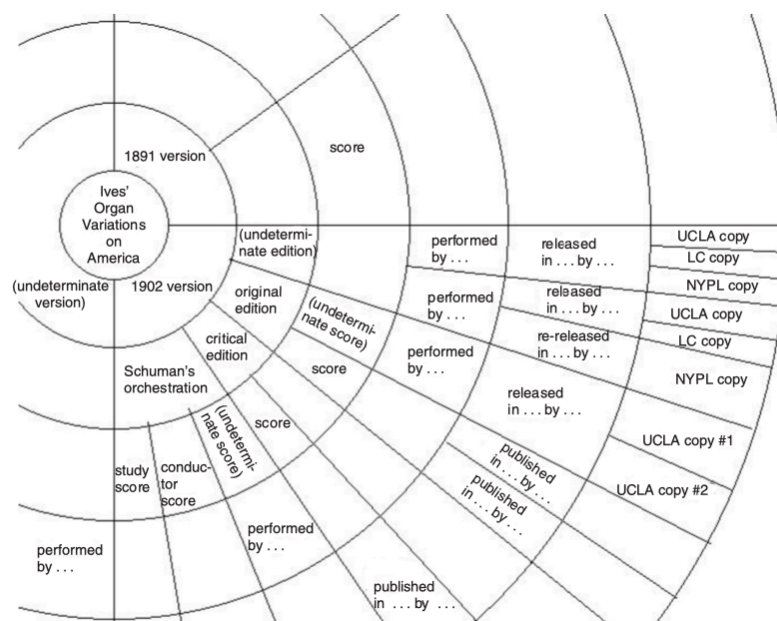 1891 version
score
Ives'
Organ
Variations
on
America
(undeterminate
version)
1902 version
(undetermi-
nate edition)
original
edition
critical
edition
Schuman's
orchestration
(undetermi-
nate score)
score
(undetermi-
nate score)
score
study
score
conduc-
tor
score
performed
by . . .
performed
by . . .
performed
by . . .
performed
by . . .
performed
by . . .
released
in . . . by . . .
released
in . . . by . . .
re-released
in . . . by . . .
released
in . . . by . . .
published
in . . . by . . .
published
in . . . by . . .
published
in . . . by . . .
UCLA copy
LC copy
NYPL copy
UCLA copy
LC copy
NYPL copy
UCLA copy #1
UCLA copy #2